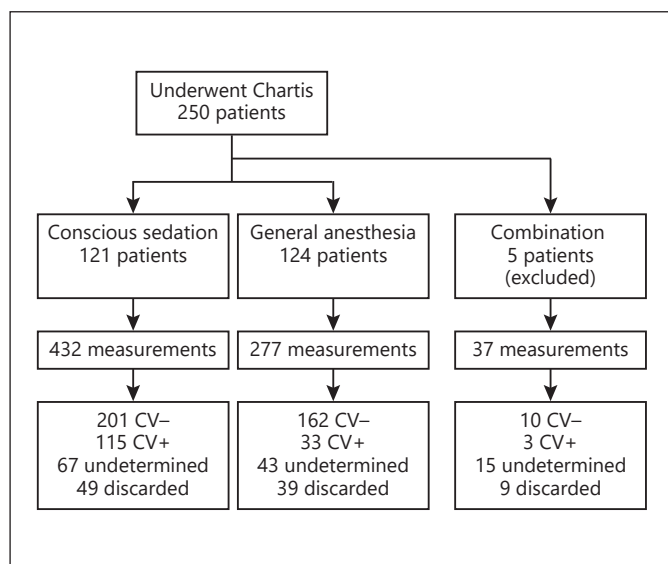 Underwent Chartis
250 patients
Conscious sedation
121 patients
General anesthesia
124 patients
Combination
5 patients
(excluded)
432 measurements
277 measurements
37 measurements
201 CV–
115 CV+
67 undetermined
49 discarded
162 CV–
33 CV+
43 undetermined
39 discarded
10 CV–
3 CV+
15 undetermined
9 discarded